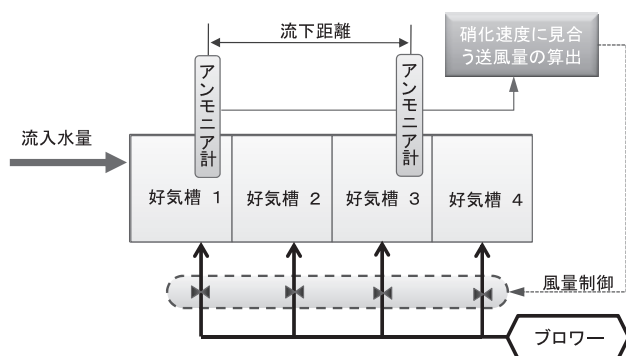 流下距離
硝化速度に見合
う送風量の算出
アンモニア計
アンモニア計
流入水量
好気槽 1
好気槽 2
好気槽 3
好気槽 4
風量制御
ブロワー